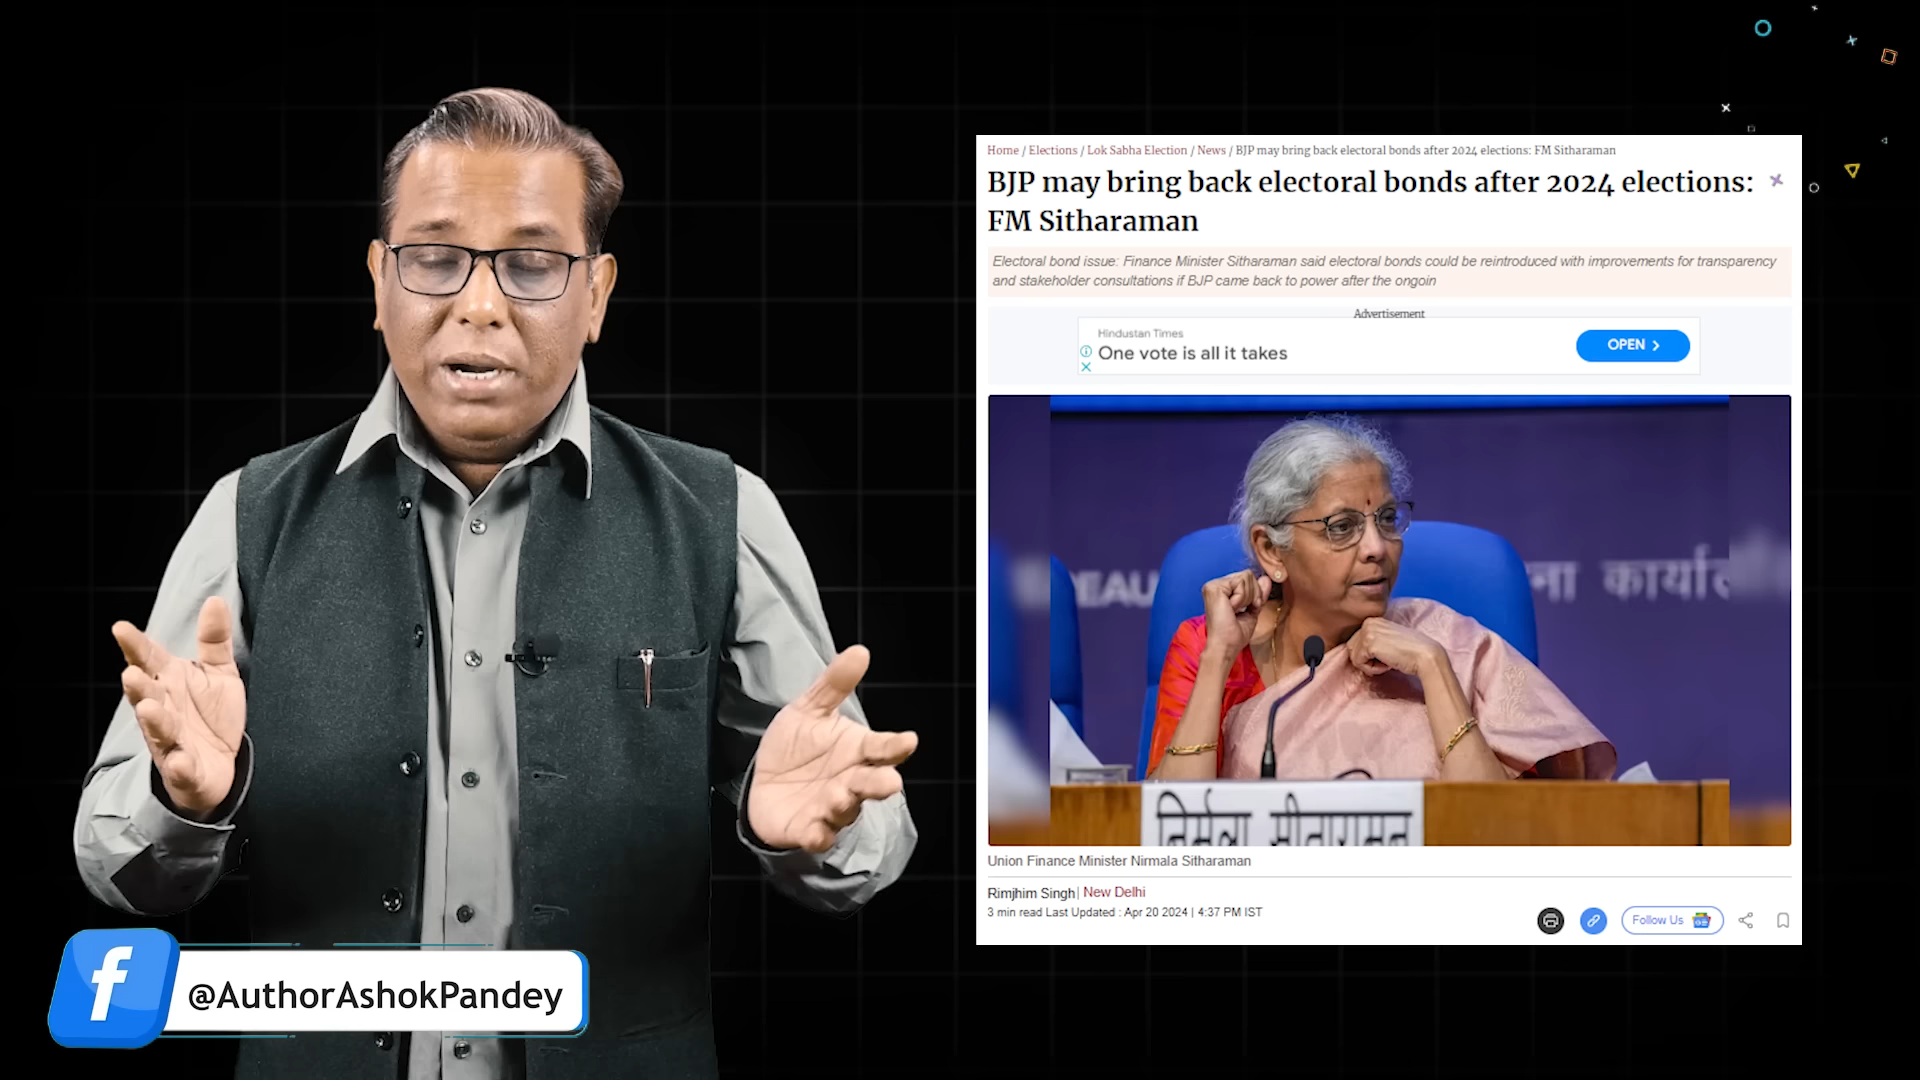 Home / Elections / Lok Sabha Election / News / BJP may bring back electoral bonds after 2024 elections: FM Sitharaman
BJP may bring back electoral bonds after 2024 elections:
FM Sitharaman
Electoral bond issue: Finance Minister Sitharaman said electoral bonds could be reintroduced with improvements for transparency
and stakeholder consultations if BJP came back to power after the ongoin
Advertisement
Hindustan Times
One vote is all it takes
OPEN
EAU
ना कार्याल
निर्मला सीतारामन
Union Finance Minister Nirmala Sitharaman
Rimjhim Singh| New Delhi
3 min read Last Updated : Apr 20 2024 | 4:37 PM IST
Follow Us
f
@AuthorAshokPandey